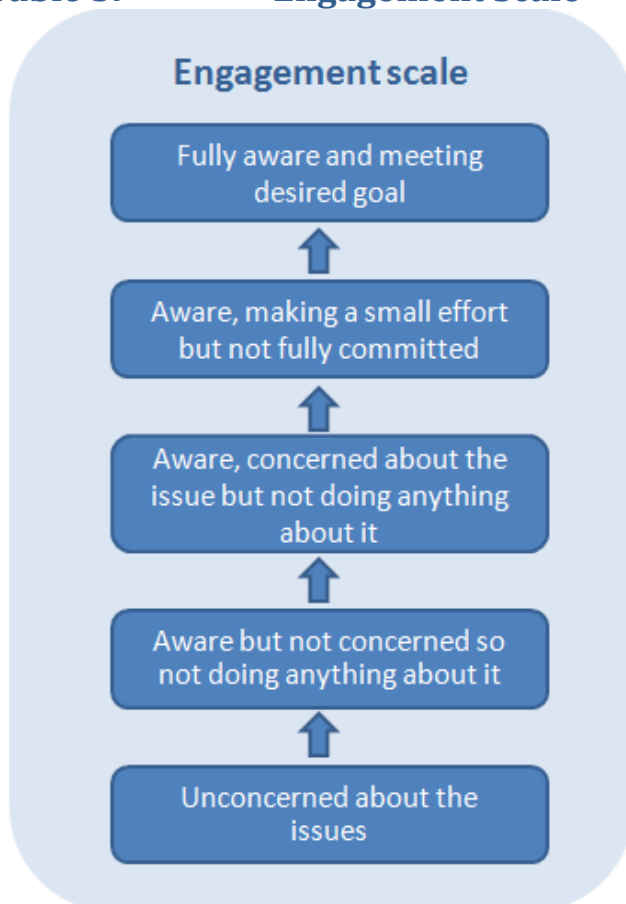 Engagement Scale
Engagement scale
Fully aware and meeting
desired goal
Aware, making a small effort
but not fully committed
Aware, concerned about the
issue but not doing anything
about it
Aware but not concerned so
not doing anything about it
Unconcerned about the
issues